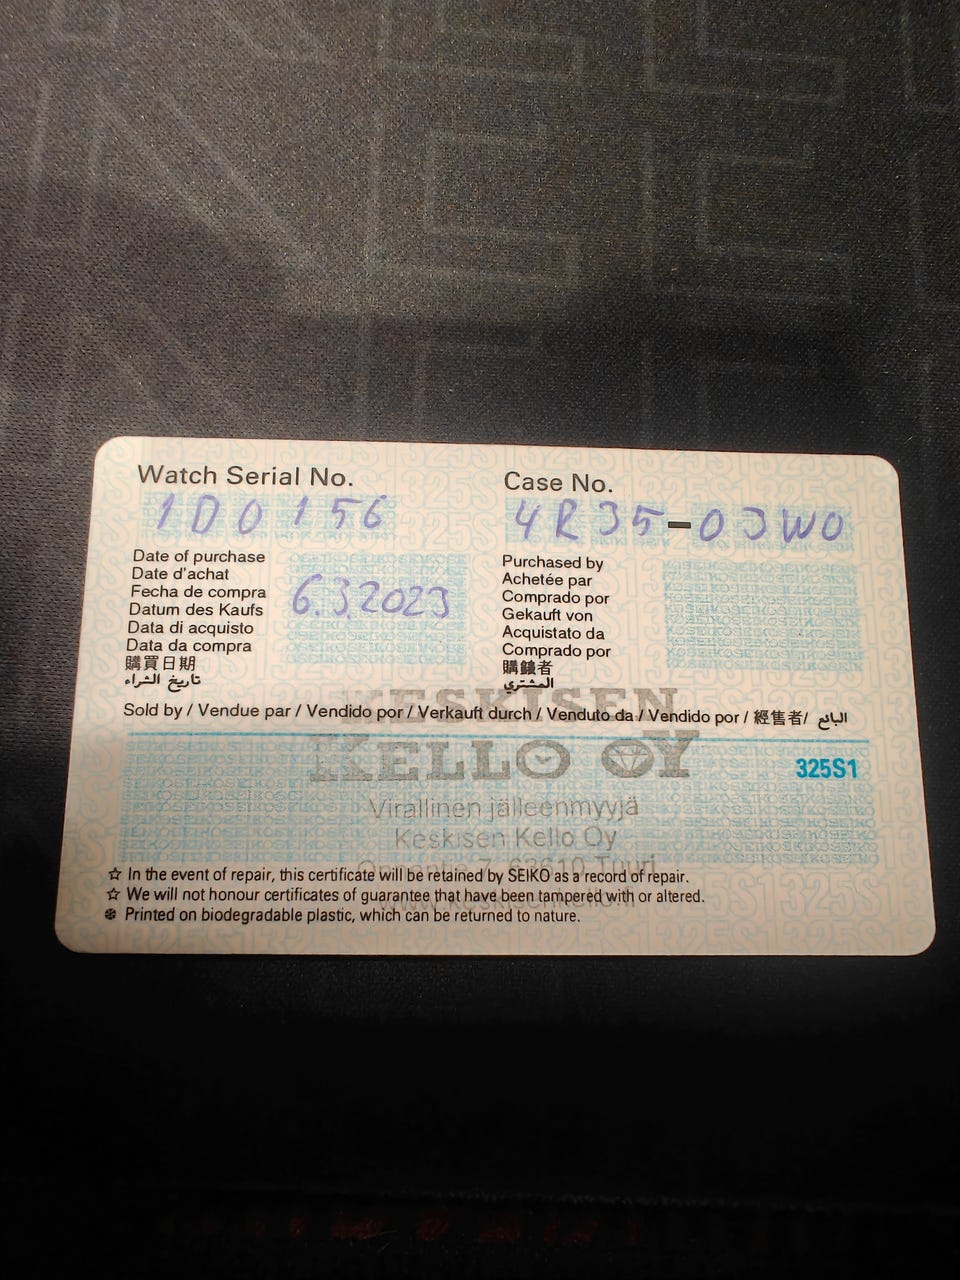 Watch Serial No.
1D0156
Case No.
4R35-03W0
Date of purchase
Date d'achat
Fecha de compra
Datum des Kaufs
Data di acquisto
Data da compra
購買日期
تاريخ الشراء
6.3.2023
Purchased by
Achetée par
Comprado por
Gekauft von
Acquistato da
Comprado por
購者
المشتري
Sold by / Vendue par / Vendido por / Verkauft durch / Venduto da / Vendido por / 經售者/ البائع
KESKISEN
KELLO OY
325S1
Virallinen jälleenmyyjä
Keskisen Kello Oy
7, 63610 Tuuri
☆ In the event of repair, this certificate will be retained by SEIKO as a record of repair.
☆ We will not honour certificates of guarantee that have been tampered with or altered.
www.keskisenkello.fi
❆ Printed on biodegradable plastic, which can be returned to nature.